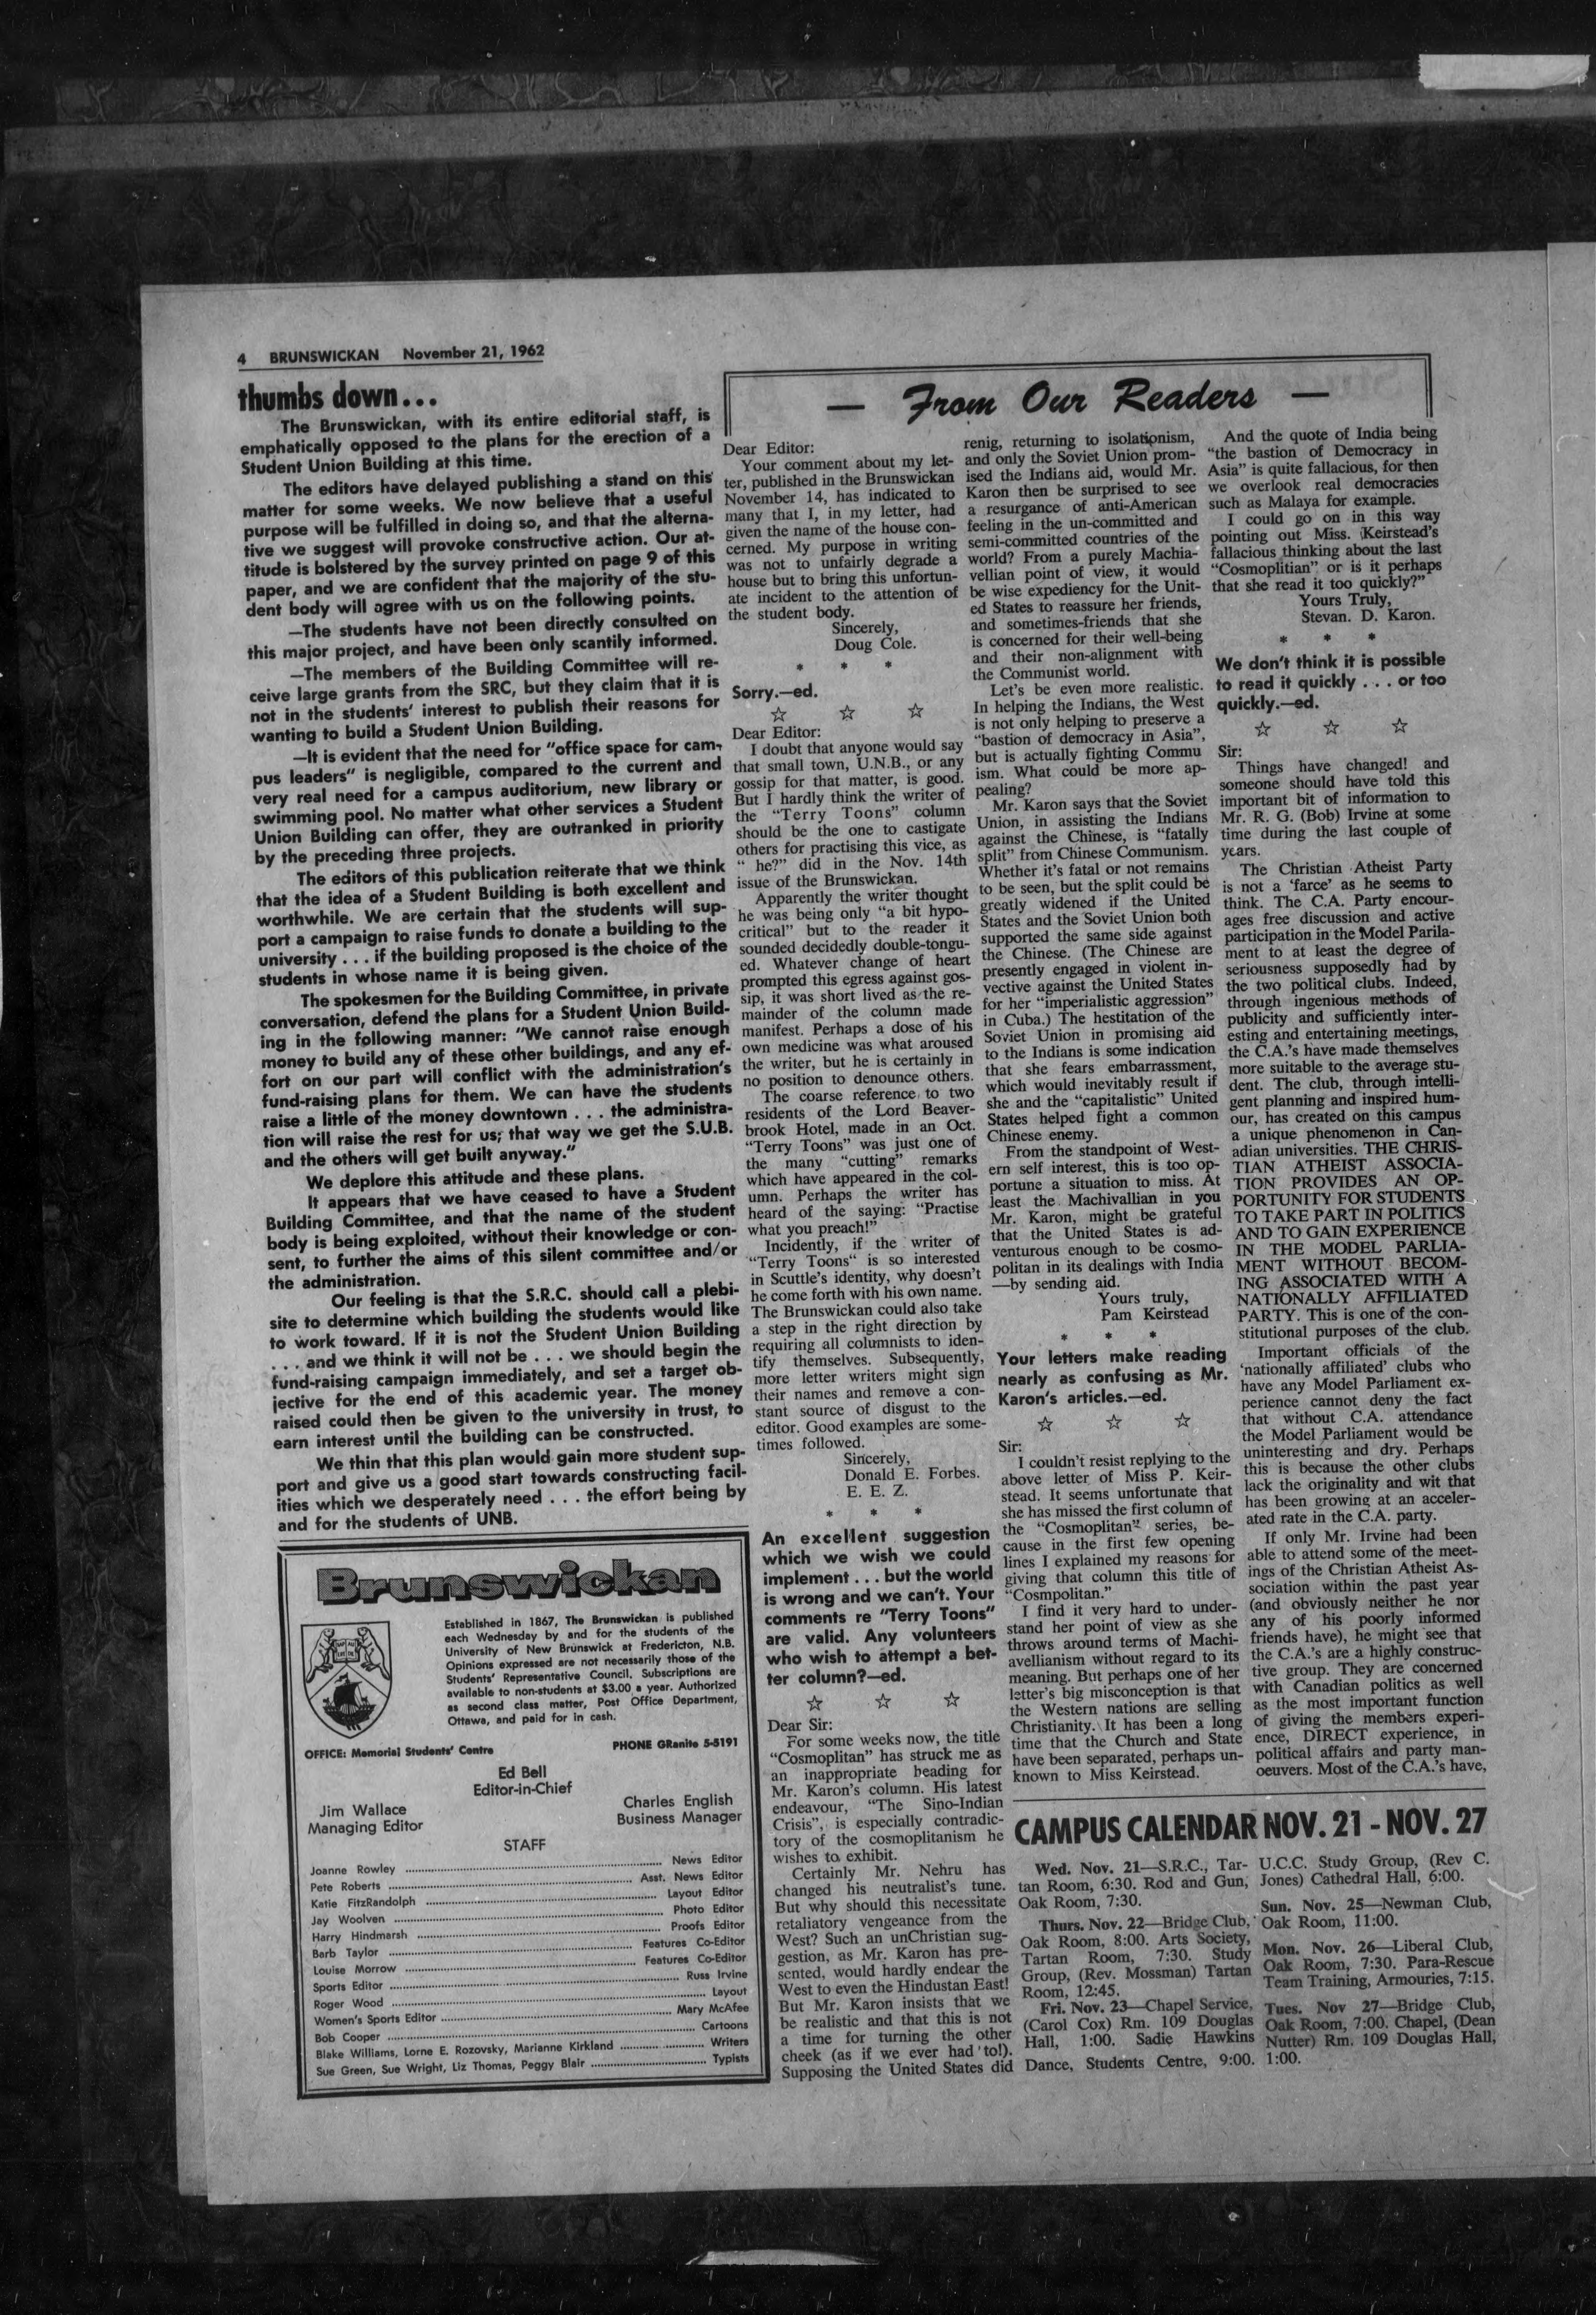 4 BRUNSWICKAN November 21, 1962
thumbs down...
The Brunswickan, with its entire editorial staff, is
emphatically opposed to the plans for the erection of a
Student Union Building at this time.
The editors have delayed publishing a stand on this
matter for some weeks. We now believe that a useful
purpose will be fulfilled in doing so, and that the alterna-
tive we suggest will provoke constructive action. Our at-
titude is bolstered by the survey printed on page 9 of this
paper, and we are confident that the majority of the stu-
dent body will agree with us on the following points.
—The students have not been directly consulted on
this major project, and have been only scantily informed.
—The members of the Building Committee will re-
ceive large grants from the SRC, but they claim that it is
not in the students' interest to publish their reasons for
wanting to build a Student Union Building.
—It is evident that the need for "office space for cam-
pus leaders" is negligible, compared to the current and
very real need for a campus auditorium, new library or
swimming pool. No matter what other services a Student
Union Building can offer, they are outranked in priority
by the preceding three projects.
The editors of this publication reiterate that we think
that the idea of a Student Building is both excellent and
worthwhile. We are certain that the students will sup-
port a campaign to raise funds to donate a building to the
university . . . if the building proposed is the choice of the
students in whose name it is being given.
The spokesmen for the Building Committee, in private
conversation, defend the plans for a Student Union Build-
ing in the following manner: "We cannot raise enough
money to build any of these other buildings, and any ef-
fort on our part will conflict with the administration's
fund-raising plans for them. We can have the students
raise a little of the money downtown . . . the administra-
tion will raise the rest for us; that way we get the S.U.B.
and the others will get built anyway."
We deplore this attitude and these plans.
It appears that we have ceased to have a Student
Building Committee, and that the name of the student
body is being exploited, without their knowledge or con-
sent, to further the aims of this silent committee and/or
the administration.
Our feeling is that the S.R.C. should call a plebi-
site to determine which building the students would like
to work toward. If it is not the Student Union Building
. . . and we think it will not be . . . we should begin the
fund-raising campaign immediately, and set a target ob-
jective for the end of this academic year. The money
raised could then be given to the university in trust, to
earn interest until the building can be constructed.
We thin that this plan would gain more student sup-
port and give us a good start towards constructing facil-
ities which we desperately need . . . the effort being by
and for the students of UNB.
Brunswickan
Established in 1867, The Brunswickan is published
each Wednesday by and for the students of the
University of New Brunswick at Fredericton, N.B.
Opinions expressed are not necessarily those of the
Students' Representative Council. Subscriptions are
available to non-students at $3.00 a year. Authorized
as second class matter, Post Office Department,
Ottawa, and paid for in cash.
OFFICE: Memorial Students' Centre PHONE GRanite 5-5191
Ed Bell
Editor-in-Chief
Jim Wallace Charles English
Managing Editor Business Manager
STAFF
Joanne Rowley News Editor
Pete Roberts Asst. News Editor
Katie FitzRandolph Layout Editor
Jay Woolven Photo Editor
Harry Hindmarsh Proofs Editor
Barb Taylor Features Co-Editor
Louise Morrow Features Co-Editor
Sports Editor Russ Irvine
Roger Wood Layout
Women's Sports Editor Mary McAfee
Bob Cooper Cartoons
Blake Williams, Lorne E. Rozovsky, Marianne Kirkland Writers
Sue Green, Sue Wright, Liz Thomas, Peggy Blair Typists
— From Our Readers —
Dear Editor:
Your comment about my let-
ter, published in the Brunswickan
November 14, has indicated to
many that I, in my letter, had
given the name of the house con-
cerned. My purpose in writing
was not to unfairly degrade a
house but to bring this unfortun-
ate incident to the attention of
the student body.
Sincerely,
Doug Cole.
* * *
Sorry.—ed.
☆ ☆ ☆
Dear Editor:
I doubt that anyone would say
that small town, U.N.B., or any
gossip for that matter, is good.
But I hardly think the writer of
the "Terry Toons" column
should be the one to castigate
others for practising this vice, as
" he?" did in the Nov. 14th
issue of the Brunswickan.
Apparently the writer thought
he was being only "a bit hypo-
critical" but to the reader it
sounded decidedly double-tongu-
ed. Whatever change of heart
prompted this egress against gos-
sip, it was short lived as the re-
mainder of the column made
manifest. Perhaps a dose of his
own medicine was what aroused
the writer, but he is certainly in
no position to denounce others.
The coarse reference to two
residents of the Lord Beaver-
brook Hotel, made in an Oct.
"Terry Toons" was just one of
the many "cutting" remarks
which have appeared in the col-
umn. Perhaps the writer has
heard of the saying: "Practise
what you preach!"
Incidently, if the writer of
"Terry Toons" is so interested
in Scuttle's identity, why doesn't
he come forth with his own name.
The Brunswickan could also take
a step in the right direction by
requiring all columnists to iden-
tify themselves. Subsequently,
more letter writers might sign
their names and remove a con-
stant source of disgust to the
editor. Good examples are some-
times followed.
Sincerely,
Donald E. Forbes.
E. E. Z.
* * *
An excellent suggestion
which we wish we could
implement . . . but the world
is wrong and we can't. Your
comments re "Terry Toons"
are valid. Any volunteers
who wish to attempt a bet-
ter column?—ed.
☆ ☆ ☆
Dear Sir:
For some weeks now, the title
"Cosmoplitan" has struck me as
an inappropriate heading for
Mr. Karon's column. His latest
endeavour, "The Sino-Indian
Crisis", is especially contradic-
tory of the cosmoplitanism he
wishes to exhibit.
Certainly Mr. Nehru has
changed his neutralist's tune.
But why should this necessitate
retaliatory vengeance from the
West? Such an unChristian sug-
gestion, as Mr. Karon has pre-
sented, would hardly endear the
West to even the Hindustan East!
But Mr. Karon insists that we
be realistic and that this is not
a time for turning the other
cheek (as if we ever had to!).
Supposing the United States did
renig, returning to isolationism,
and only the Soviet Union prom-
ised the Indians aid, would Mr.
Karon then be surprised to see
a resurgance of anti-American
feeling in the un-committed and
semi-committed countries of the
world? From a purely Machia-
vellian point of view, it would
be wise expediency for the Unit-
ed States to reassure her friends,
and sometimes-friends that she
is concerned for their well-being
and their non-alignment with
the Communist world.
Let's be even more realistic.
In helping the Indians, the West
is not only helping to preserve a
"bastion of democracy in Asia",
but is actually fighting Commu
ism. What could be more ap-
pealing?
Mr. Karon says that the Soviet
Union, in assisting the Indians
against the Chinese, is "fatally
split" from Chinese Communism.
Whether it's fatal or not remains
to be seen, but the split could be
greatly widened if the United
States and the Soviet Union both
supported the same side against
the Chinese. (The Chinese are
presently engaged in violent in-
vective against the United States
for her "imperialistic aggression"
in Cuba.) The hestitation of the
Soviet Union in promising aid
to the Indians is some indication
that she fears embarrassment,
which would inevitably result if
she and the "capitalistic" United
States helped fight a common
Chinese enemy.
From the standpoint of West-
ern self interest, this is too op-
portune a situation to miss. At
least the Machivallian in you
Mr. Karon, might be grateful
that the United States is ad-
venturous enough to be cosmo-
politan in its dealings with India
—by sending aid.
Yours truly,
Pam Keirstead
* * *
Your letters make reading
nearly as confusing as Mr.
Karon's articles.—ed.
☆ ☆ ☆
Sir:
I couldn't resist replying to the
above letter of Miss P. Keir-
stead. It seems unfortunate that
she has missed the first column of
the "Cosmoplitan" series, be-
cause in the first few opening
lines I explained my reasons for
giving that column this title of
"Cosmpolitan."
I find it very hard to under-
stand her point of view as she
throws around terms of Machi-
avellianism without regard to its
meaning. But perhaps one of her
letter's big misconception is that
the Western nations are selling
Christianity. It has been a long
time that the Church and State
have been separated, perhaps un-
known to Miss Keirstead.
And the quote of India being
"the bastion of Democracy in
Asia" is quite fallacious, for then
we overlook real democracies
such as Malaya for example.
I could go on in this way
pointing out Miss. Keirstead's
fallacious thinking about the last
"Cosmoplitian" or is it perhaps
that she read it too quickly?"
Yours Truly,
Stevan. D. Karon.
* * *
We don't think it is possible
to read it quickly . . . or too
quickly.—ed.
☆ ☆ ☆
Sir:
Things have changed! and
someone should have told this
important bit of information to
Mr. R. G. (Bob) Irvine at some
time during the last couple of
years.
The Christian Atheist Party
is not a 'farce' as he seems to
think. The C.A. Party encour-
ages free discussion and active
participation in the Model Parila-
ment to at least the degree of
seriousness supposedly had by
the two political clubs. Indeed,
through ingenious methods of
publicity and sufficiently inter-
esting and entertaining meetings,
the C.A.'s have made themselves
more suitable to the average stu-
dent. The club, through intelli-
gent planning and inspired hum-
our, has created on this campus
a unique phenomenon in Can-
adian universities. THE CHRIS-
TIAN ATHEIST ASSOCIA-
TION PROVIDES AN OP-
PORTUNITY FOR STUDENTS
TO TAKE PART IN POLITICS
AND TO GAIN EXPERIENCE
IN THE MODEL PARLIA-
MENT WITHOUT BECOM-
ING ASSOCIATED WITH A
NATIONALLY AFFILIATED
PARTY. This is one of the con-
stitutional purposes of the club.
Important officials of the
'nationally affiliated' clubs who
have any Model Parliament ex-
perience cannot deny the fact
that without C.A. attendance
the Model Parliament would be
uninteresting and dry. Perhaps
this is because the other clubs
lack the originality and wit that
has been growing at an acceler-
ated rate in the C.A. party.
If only Mr. Irvine had been
able to attend some of the meet-
ings of the Christian Atheist As-
sociation within the past year
(and obviously neither he nor
any of his poorly informed
friends have), he might see that
the C.A.'s are a highly construc-
tive group. They are concerned
with Canadian politics as well
as the most important function
of giving the members experi-
ence, DIRECT experience, in
political affairs and party man-
oeuvers. Most of the C.A.'s have,
CAMPUS CALENDAR NOV. 21 - NOV. 27
Wed. Nov. 21—S.R.C., Tar-
tan Room, 6:30. Rod and Gun,
Oak Room, 7:30.
Thurs. Nov. 22—Bridge Club,
Oak Room, 8:00. Arts Society,
Tartan Room, 7:30. Study
Group, (Rev. Mossman) Tartan
Room, 12:45.
Fri. Nov. 23—Chapel Service,
(Carol Cox) Rm. 109 Douglas
Hall, 1:00. Sadie Hawkins
Dance, Students Centre, 9:00.
U.C.C. Study Group, (Rev C.
Jones) Cathedral Hall, 6:00.
Sun. Nov. 25—Newman Club,
Oak Room, 11:00.
Mon. Nov. 26—Liberal Club,
Oak Room, 7:30. Para-Rescue
Team Training, Armouries, 7:15.
Tues. Nov 27—Bridge Club,
Oak Room, 7:00. Chapel, (Dean
Nutter) Rm. 109 Douglas Hall,
1:00.